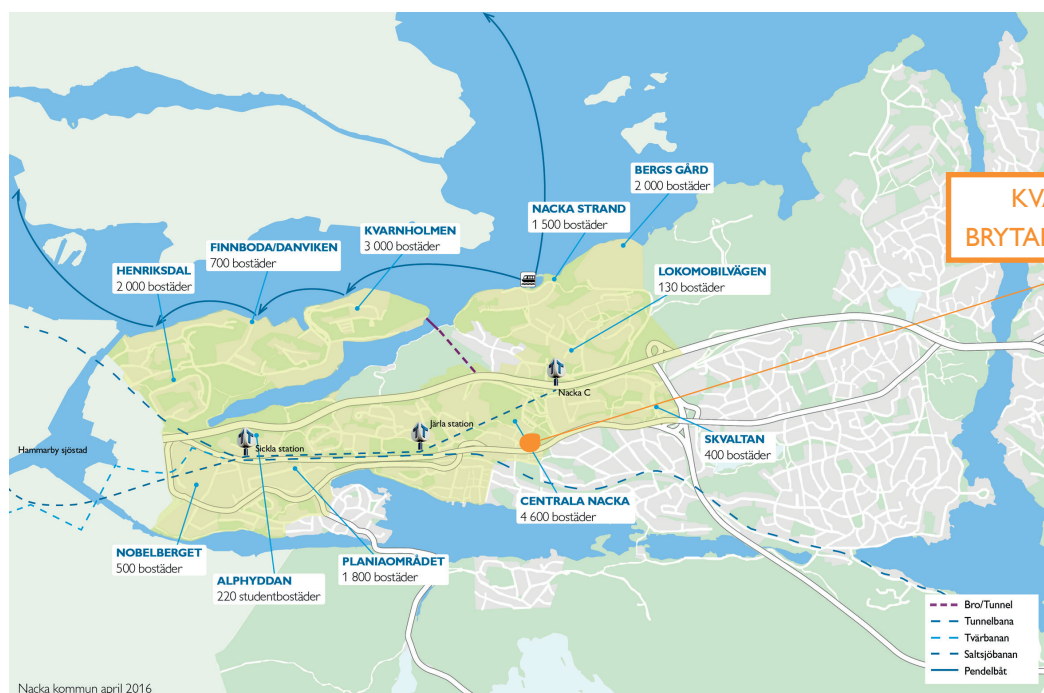 BERGS GÅRD
2 000 bostäder
NACKA STRAND
1 500 bostäder
KVARNHOLMEN
3 000 bostäder
FINNBODA/DANVIKEN
700 bostäder
HENRIKSDAL
2 000 bostäder
LOKOMOBILVÄGEN
130 bostäder
KVA
BRYTAR
Nacka C
Järla station
Sickla station
Hammarby sjöstad
SKVALTAN
400 bostäder
CENTRALA NACKA
4 600 bostäder
NOBELBERGET
500 bostäder
PLANIAOMRÅDET
1 800 bostäder
ALPHYDDAN
220 studentbostäder
Bro/Tunnel
Tunnelbana
Tvärbanan
Saltsjöbanan
Pendelbåt
Nacka kommun april 2016